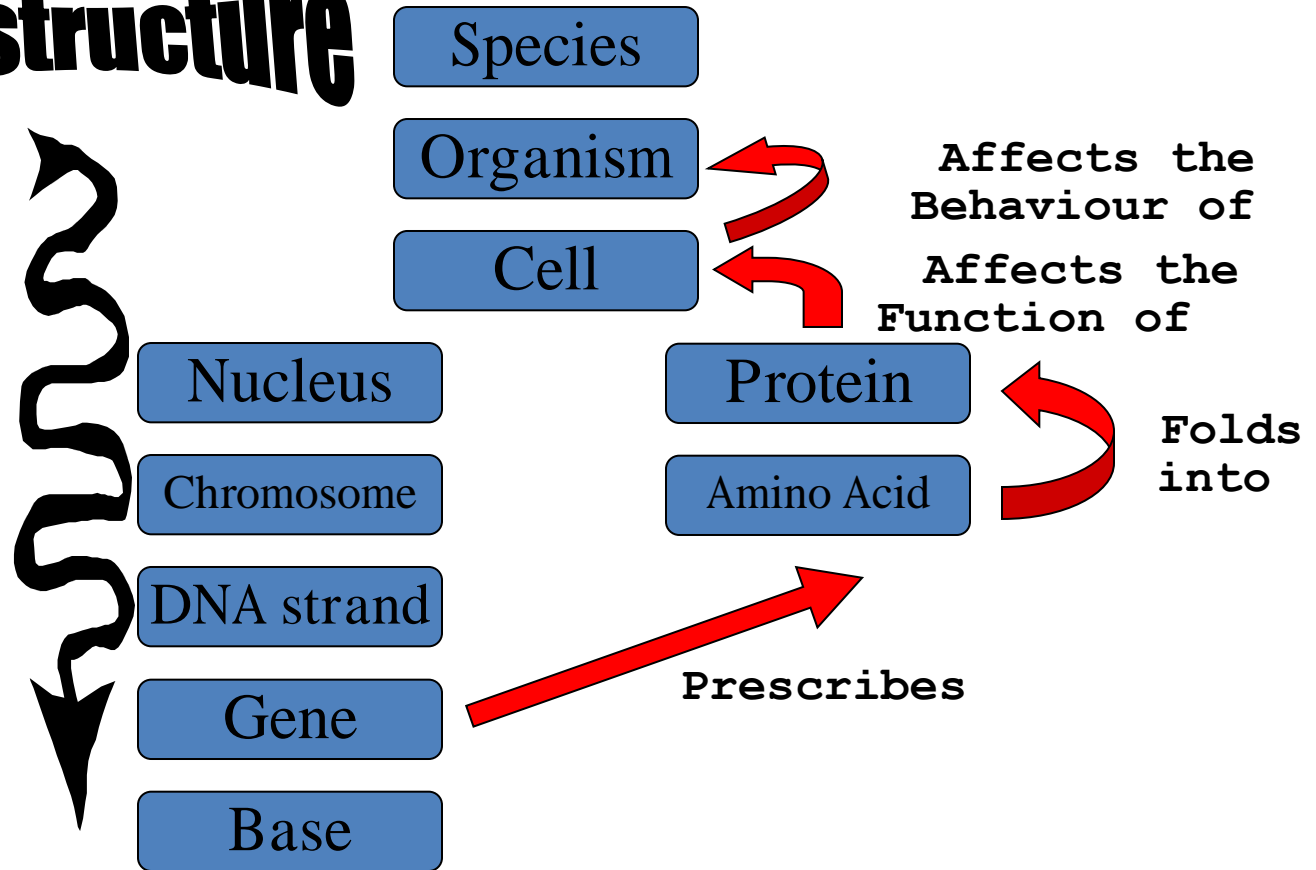 structure
Species
Organism
Affects the
Behaviour of
Cell
Affects the
Function of
Nucleus
Protein
Folds
into
Chromosome
Amino Acid
DNA strand
Prescribes
Gene
Base